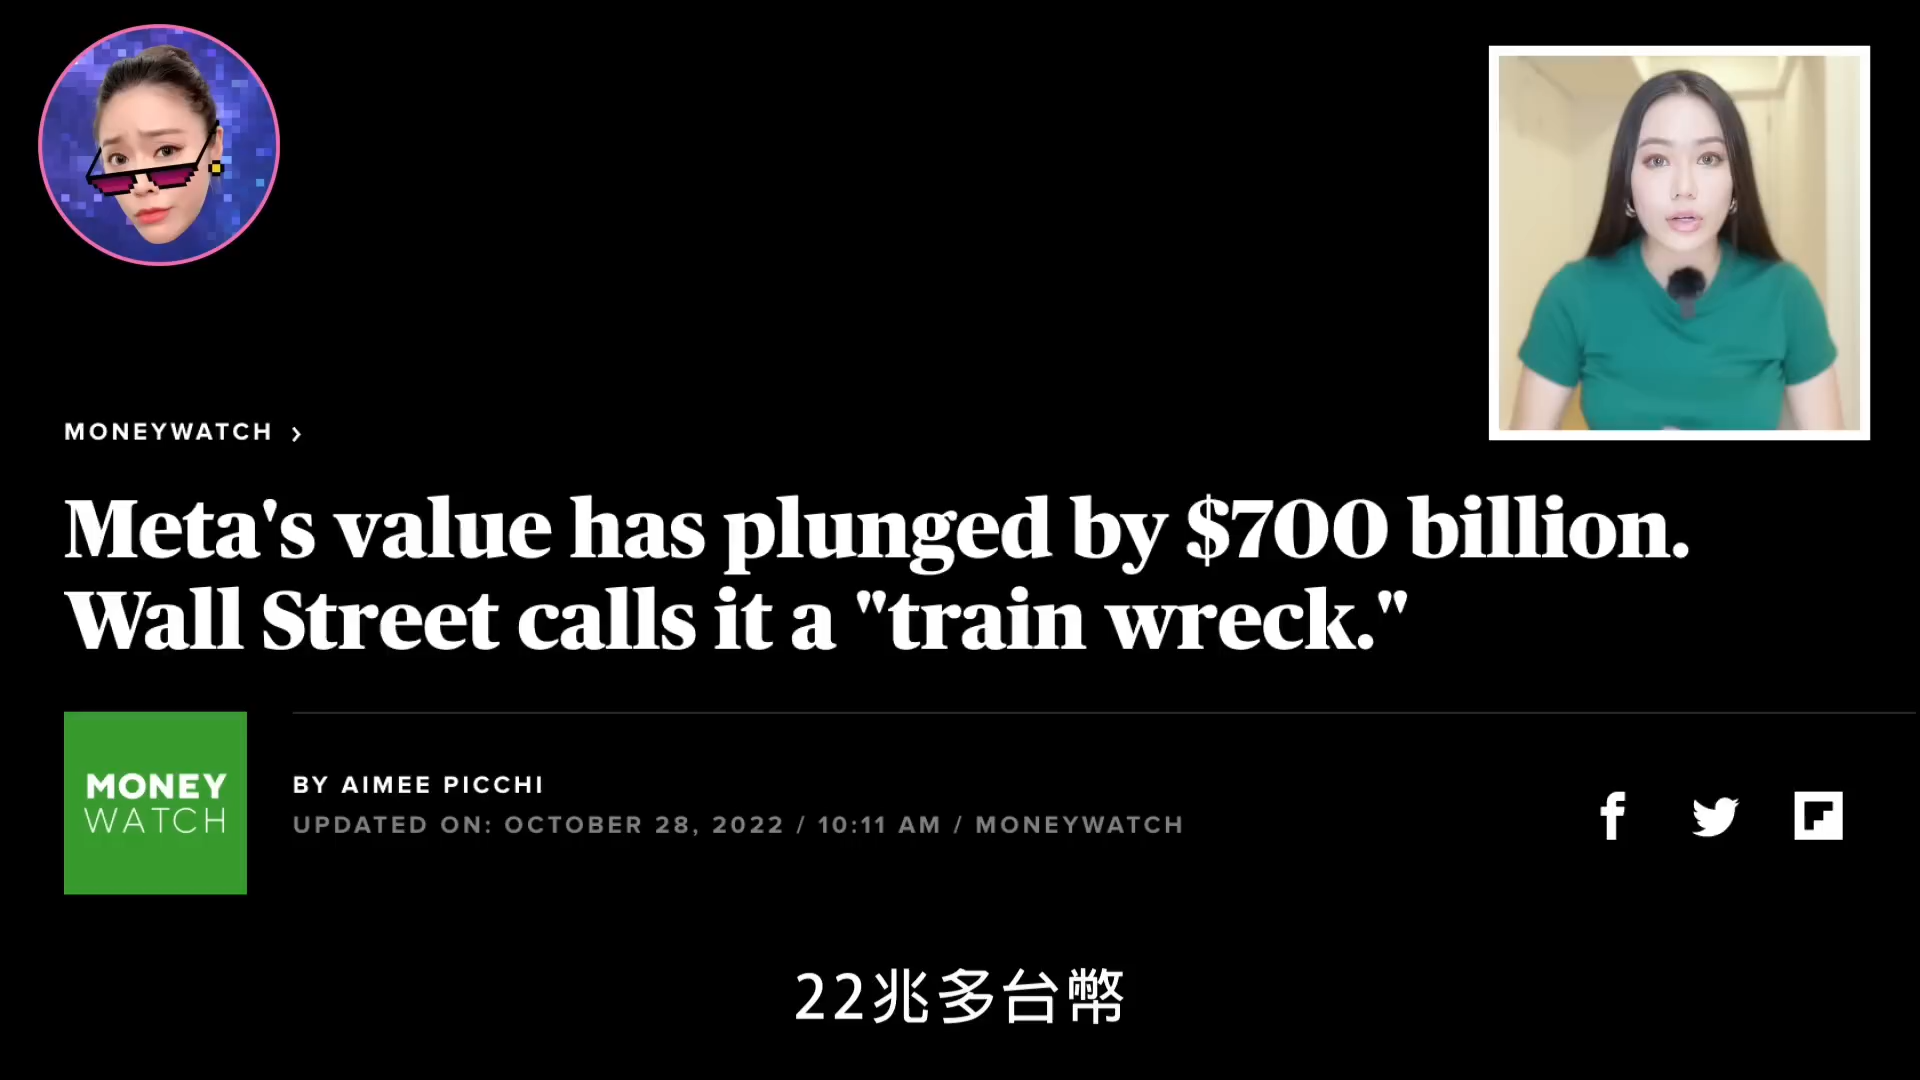 MONEYWATCH >
Meta's value has plunged by $700 billion.
Wall Street calls it a "train wreck."
MONEY
WATCH
BY AIMEE PICCHI
UPDATED ON: OCTOBER 28, 2022 / 10:11 AM / MONEYWATCH
22兆多台幣